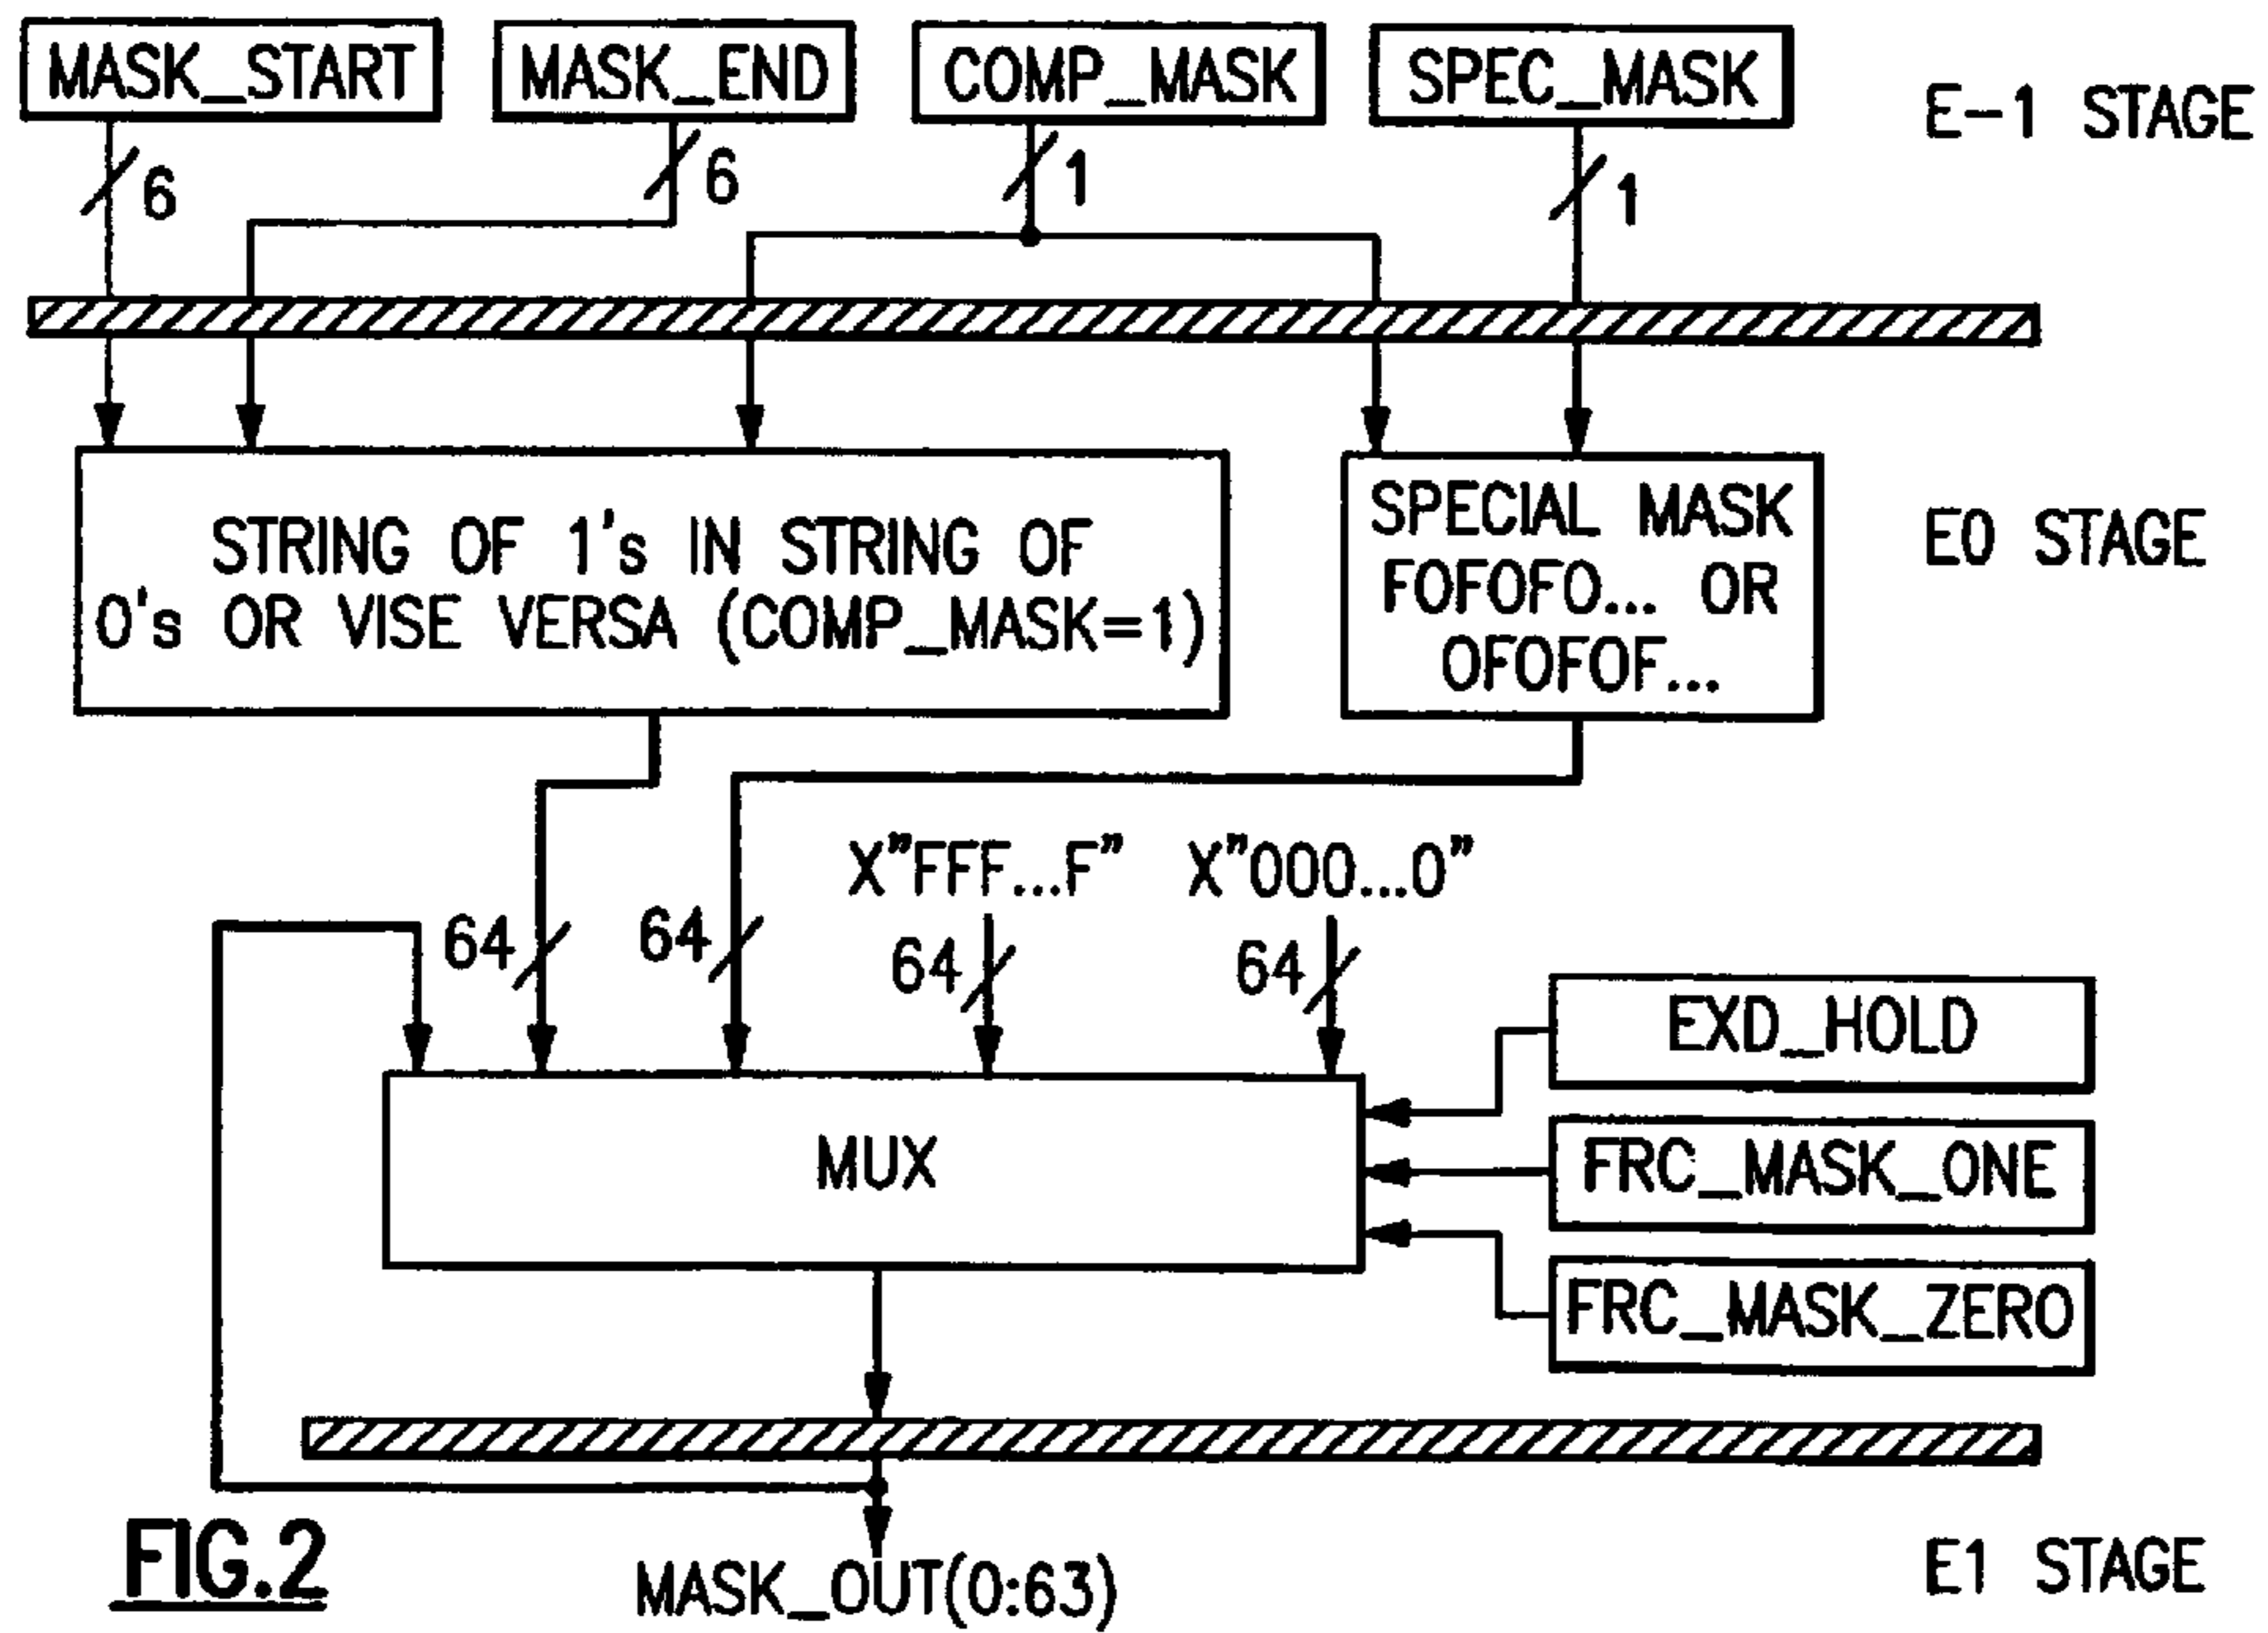 MASK_START
MASK_END
COMP_MASK
SPEC_MASK
E-1 STAGE
6
6
1
1
STRING OF 1's IN STRING OF
0's OR VISE VERSA (COMP_MASK=1)
SPECIAL MASK
F0F0F0... OR
0F0F0F...
E0 STAGE
X"FFF...F"
X"000...0"
64
64
64
64
EXD_HOLD
MUX
FRC_MASK_ONE
FRC_MASK_ZERO
FIG.2
MASK_OUT(0:63)
E1 STAGE